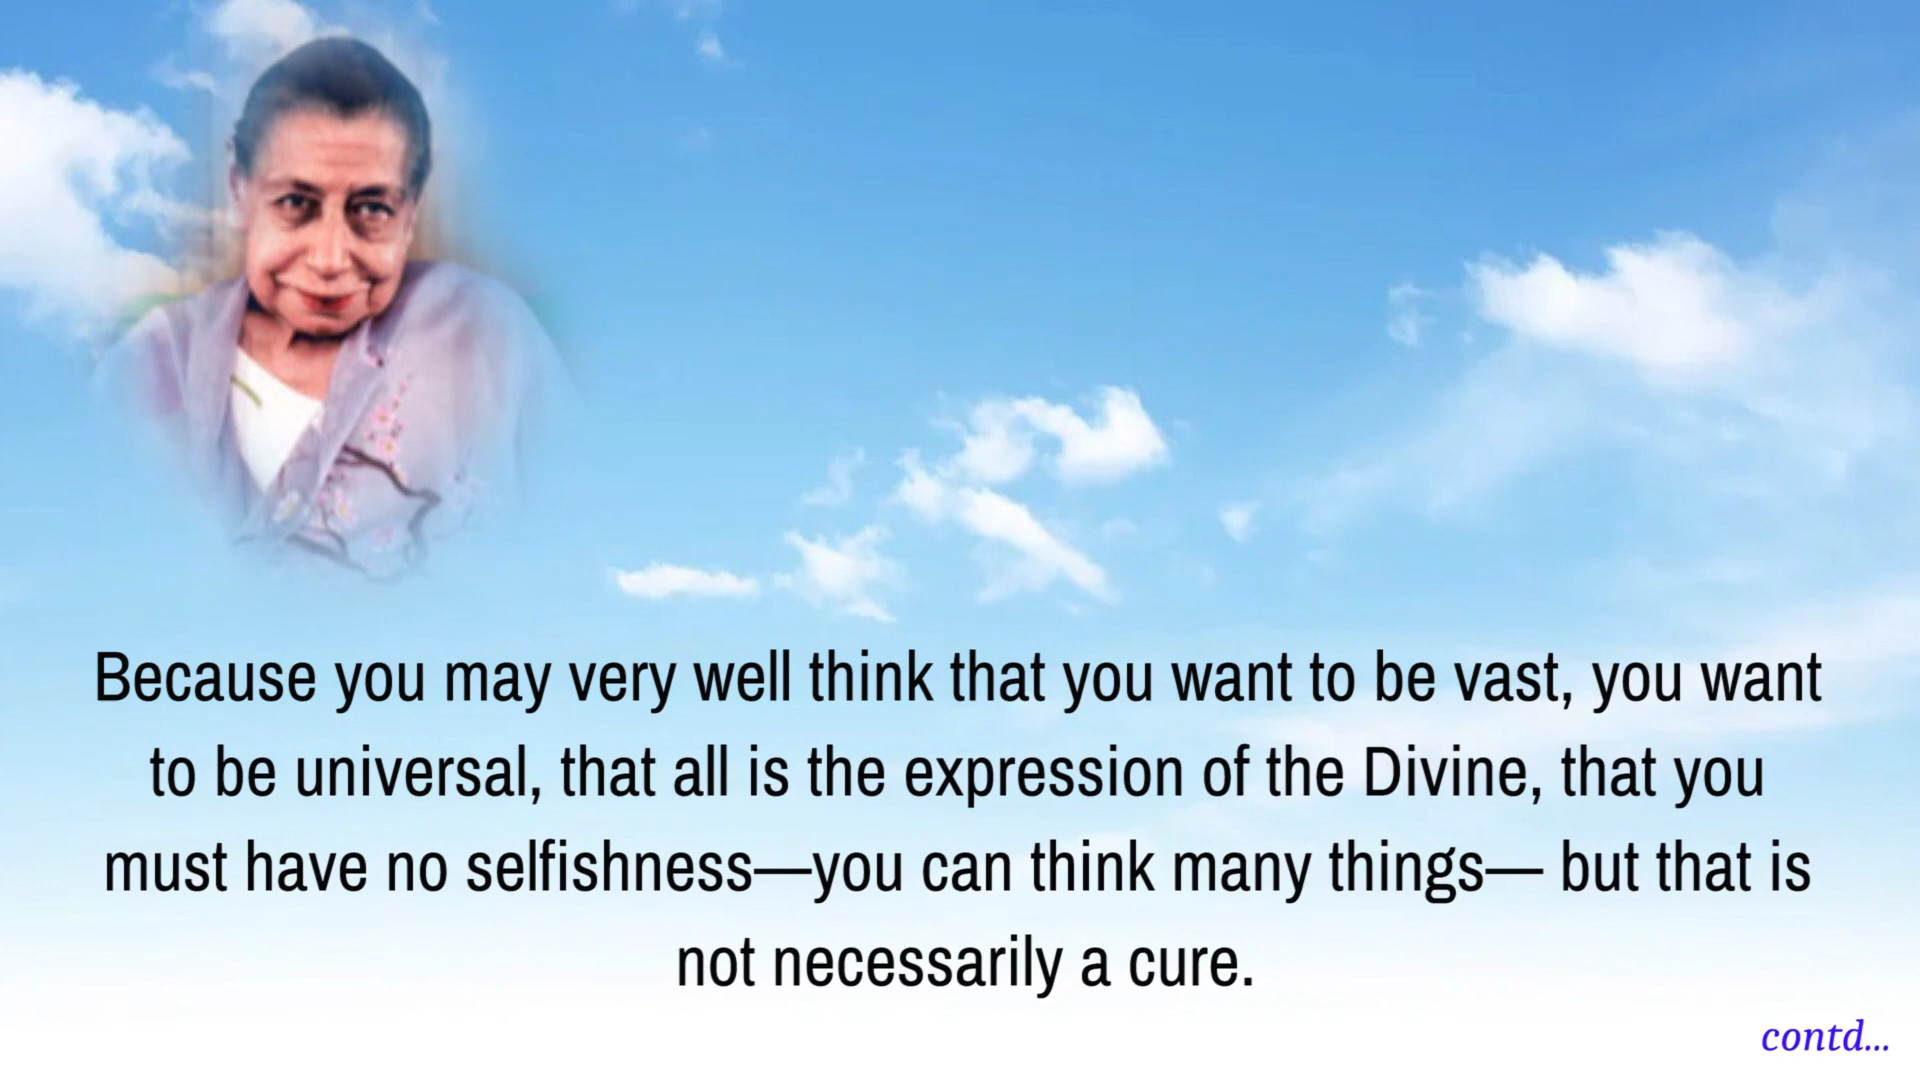 Because you may very well think that you want to be vast, you want
to be universal, that all is the expression of the Divine, that you
must have no selfishness—you can think many things— but that is
not necessarily a cure.
contd...